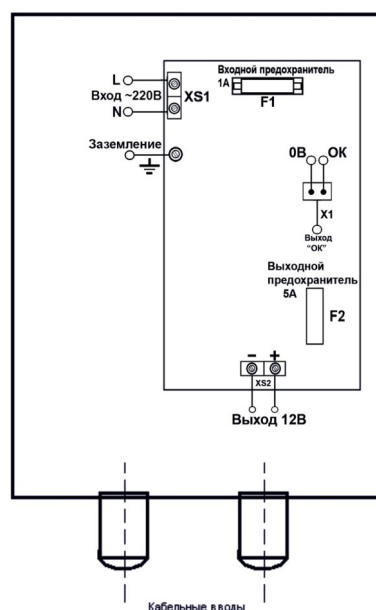 Входной предохранитель
1А
F1
L
Вход ~220В
N
XS1
Заземление
0В ОК
X1
Выход
"ОК"
Выходной
предохранитель
5А
F2
– +
XS2
Выход 12В
Кабельные вводы